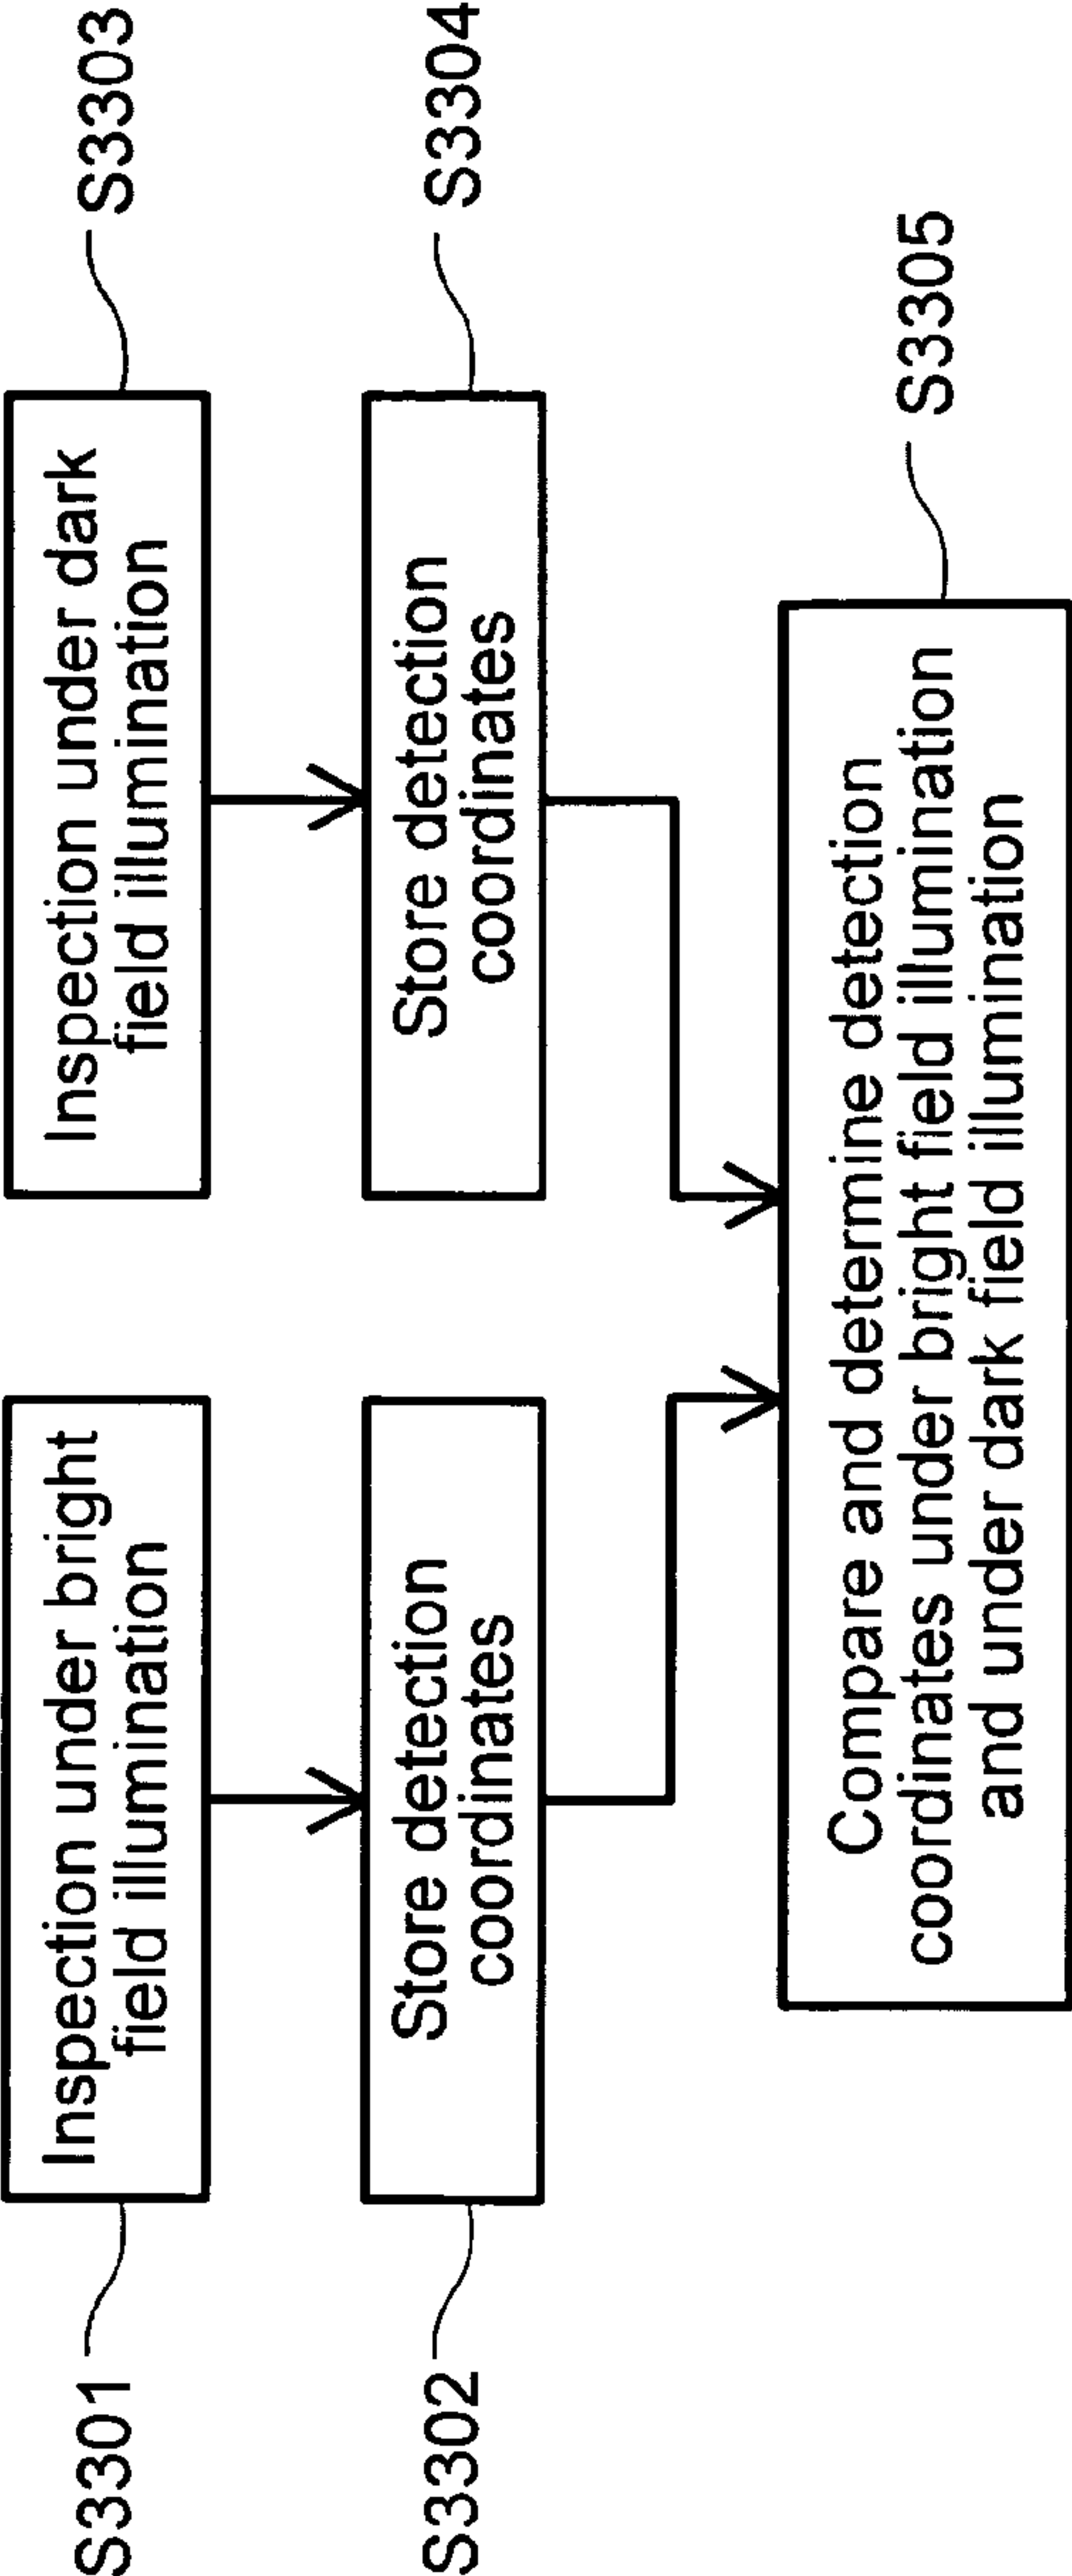 S3301
Inspection under bright
field illumination
Inspection under dark
field illumination
S3303
S3302
Store detection
coordinates
Store detection
coordinates
S3304
Compare and determine detection
coordinates under bright field illumination
and under dark field illumination
S3305